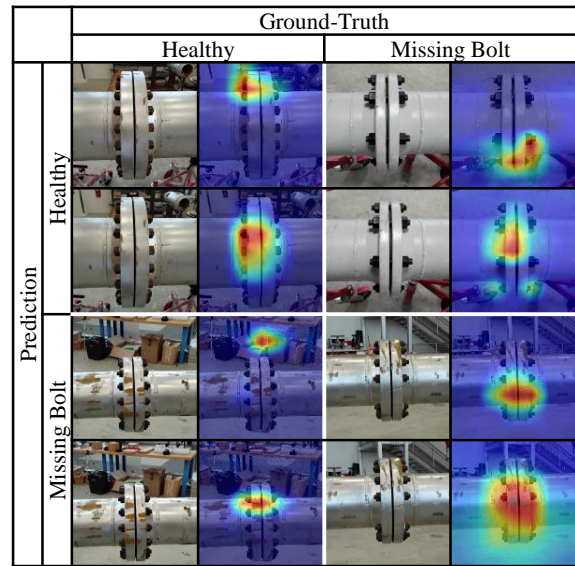 Ground-Truth
Healthy
Missing Bolt
Prediction
Healthy
Missing Bolt